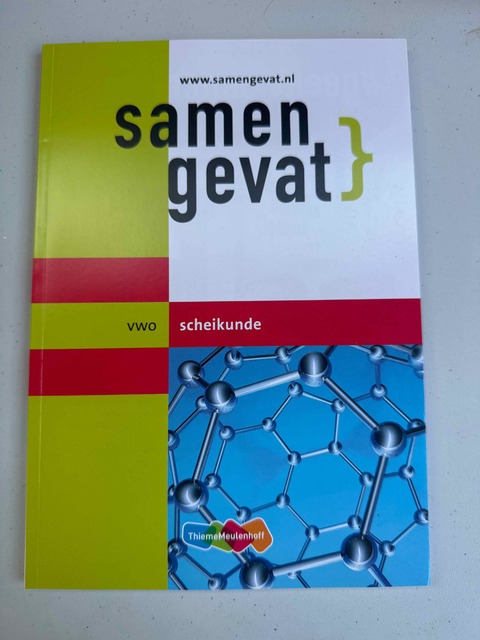 www.samengevat.nl
samen
gevat}
vwo
scheikunde
ThiemeMeulenhoff